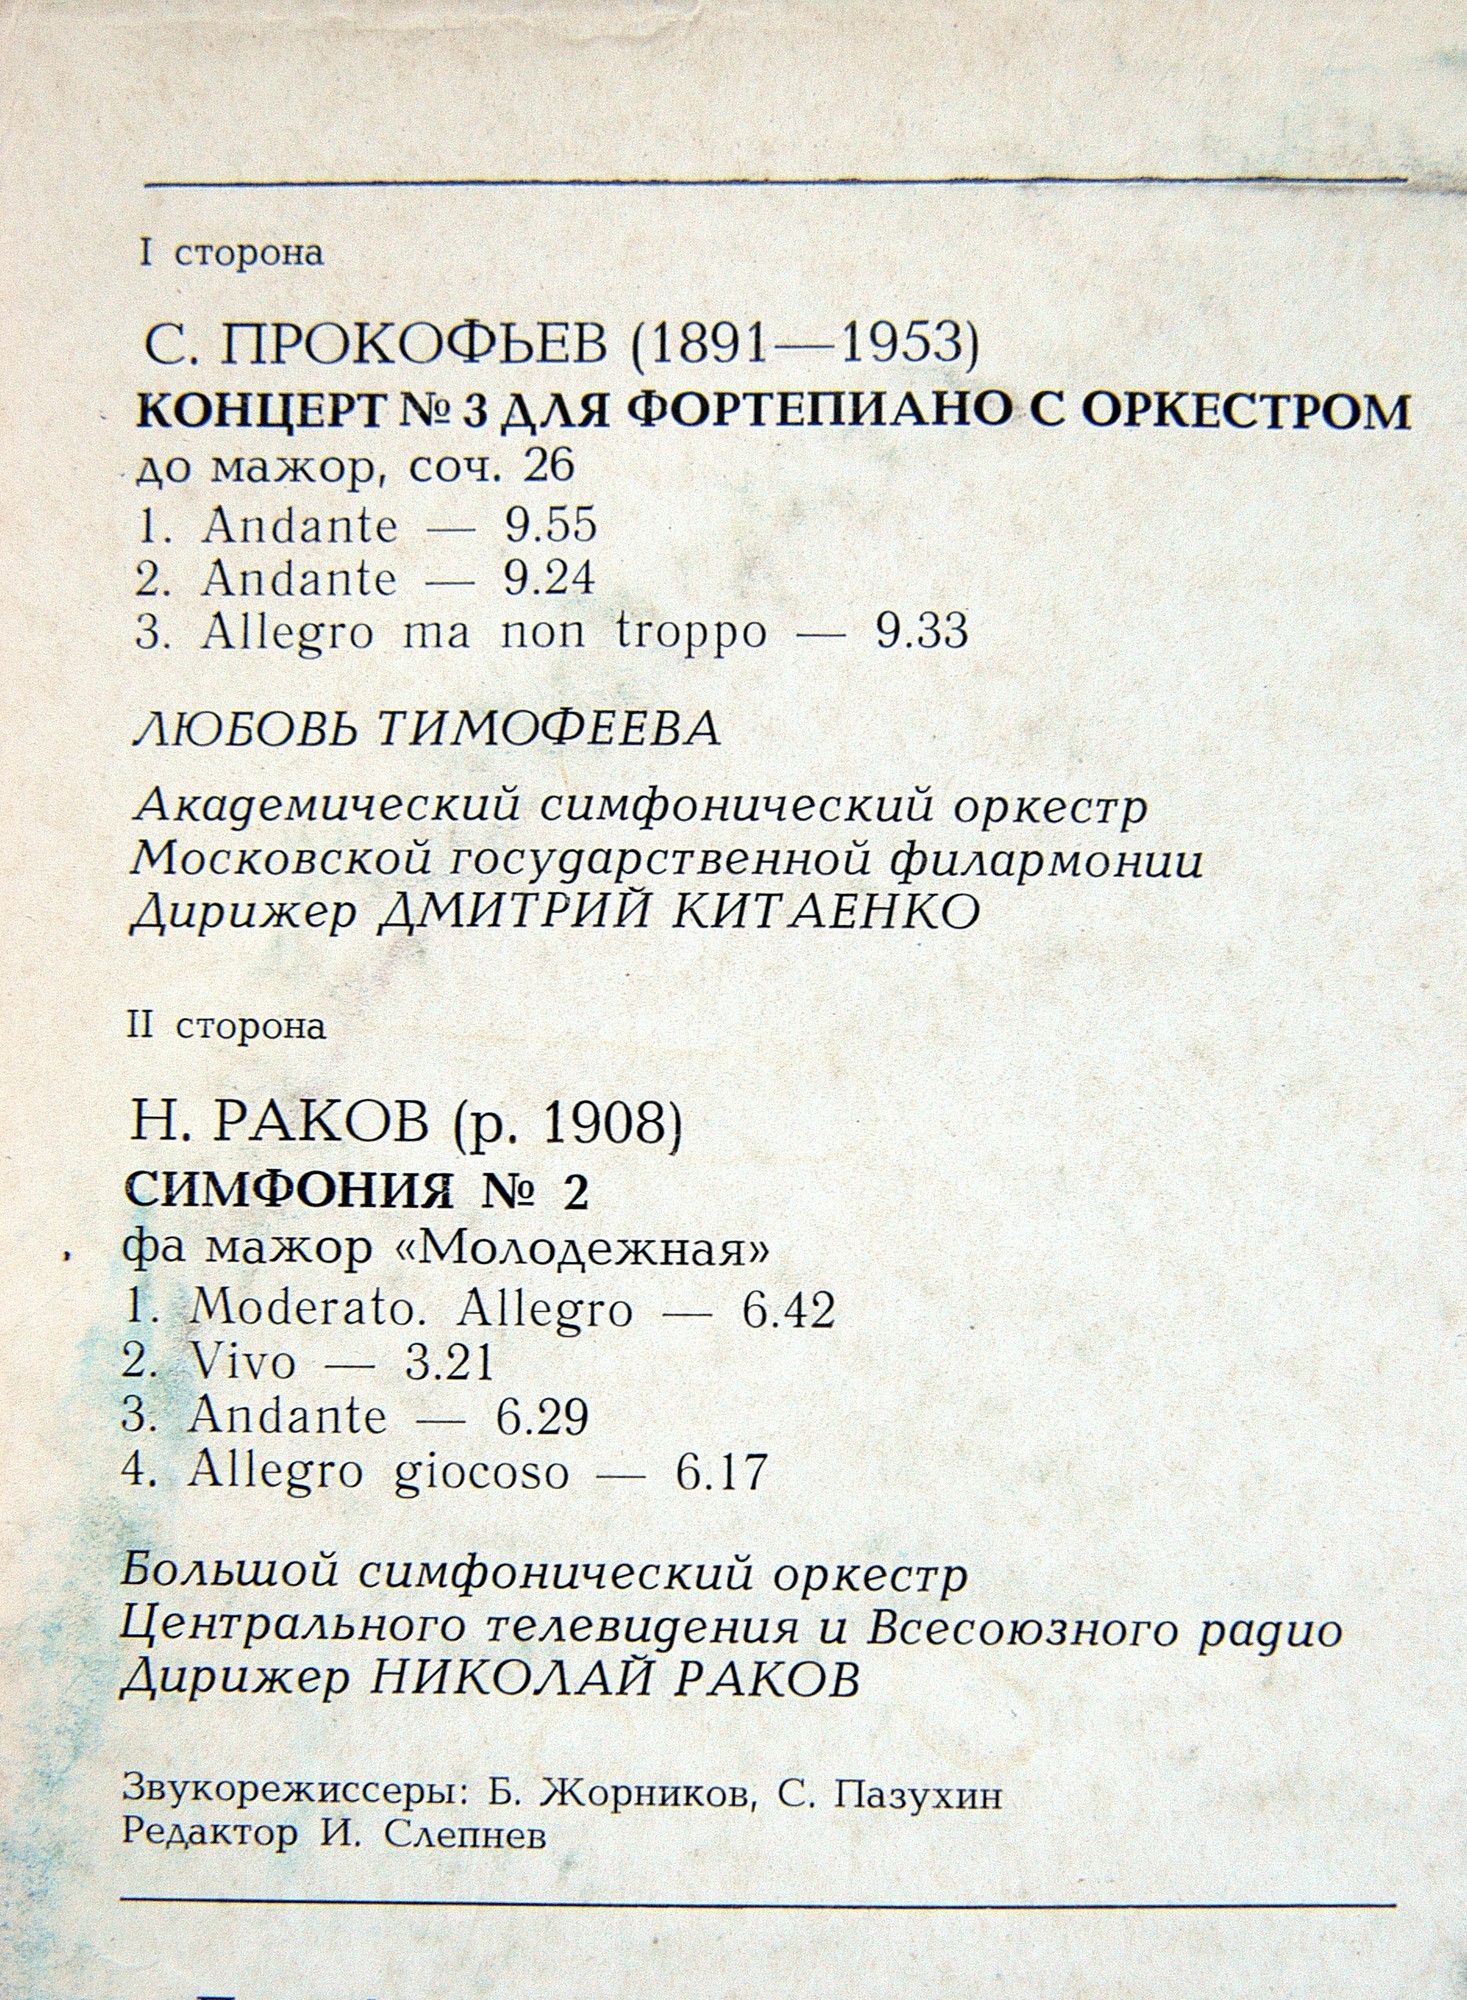 I сторона
С. ПРОКОФЬЕВ (1891—1953)
КОНЦЕРТ № 3 ДЛЯ ФОРТЕПИАНО С ОРКЕСТРОМ
до мажор, соч. 26
1. Andante — 9.55
2. Andante — 9.24
3. Allegro ma non troppo — 9.33
ЛЮБОВЬ ТИМОФЕЕВА
Академический симфонический оркестр
Московской государственной филармонии
Дирижер ДМИТРИЙ КИТАЕНКО
II сторона
Н. РАКОВ (р. 1908)
СИМФОНИЯ № 2
фа мажор «Молодежная»
1. Moderato. Allegro — 6.42
2. Vivo — 3.21
3. Andante — 6.29
4. Allegro giocoso — 6.17
Большой симфонический оркестр
Центрального телевидения и Всесоюзного радио
Дирижер НИКОЛАЙ РАКОВ
Звукорежиссеры: Б. Жорников, С. Пазухин
Редактор И. Слепнев